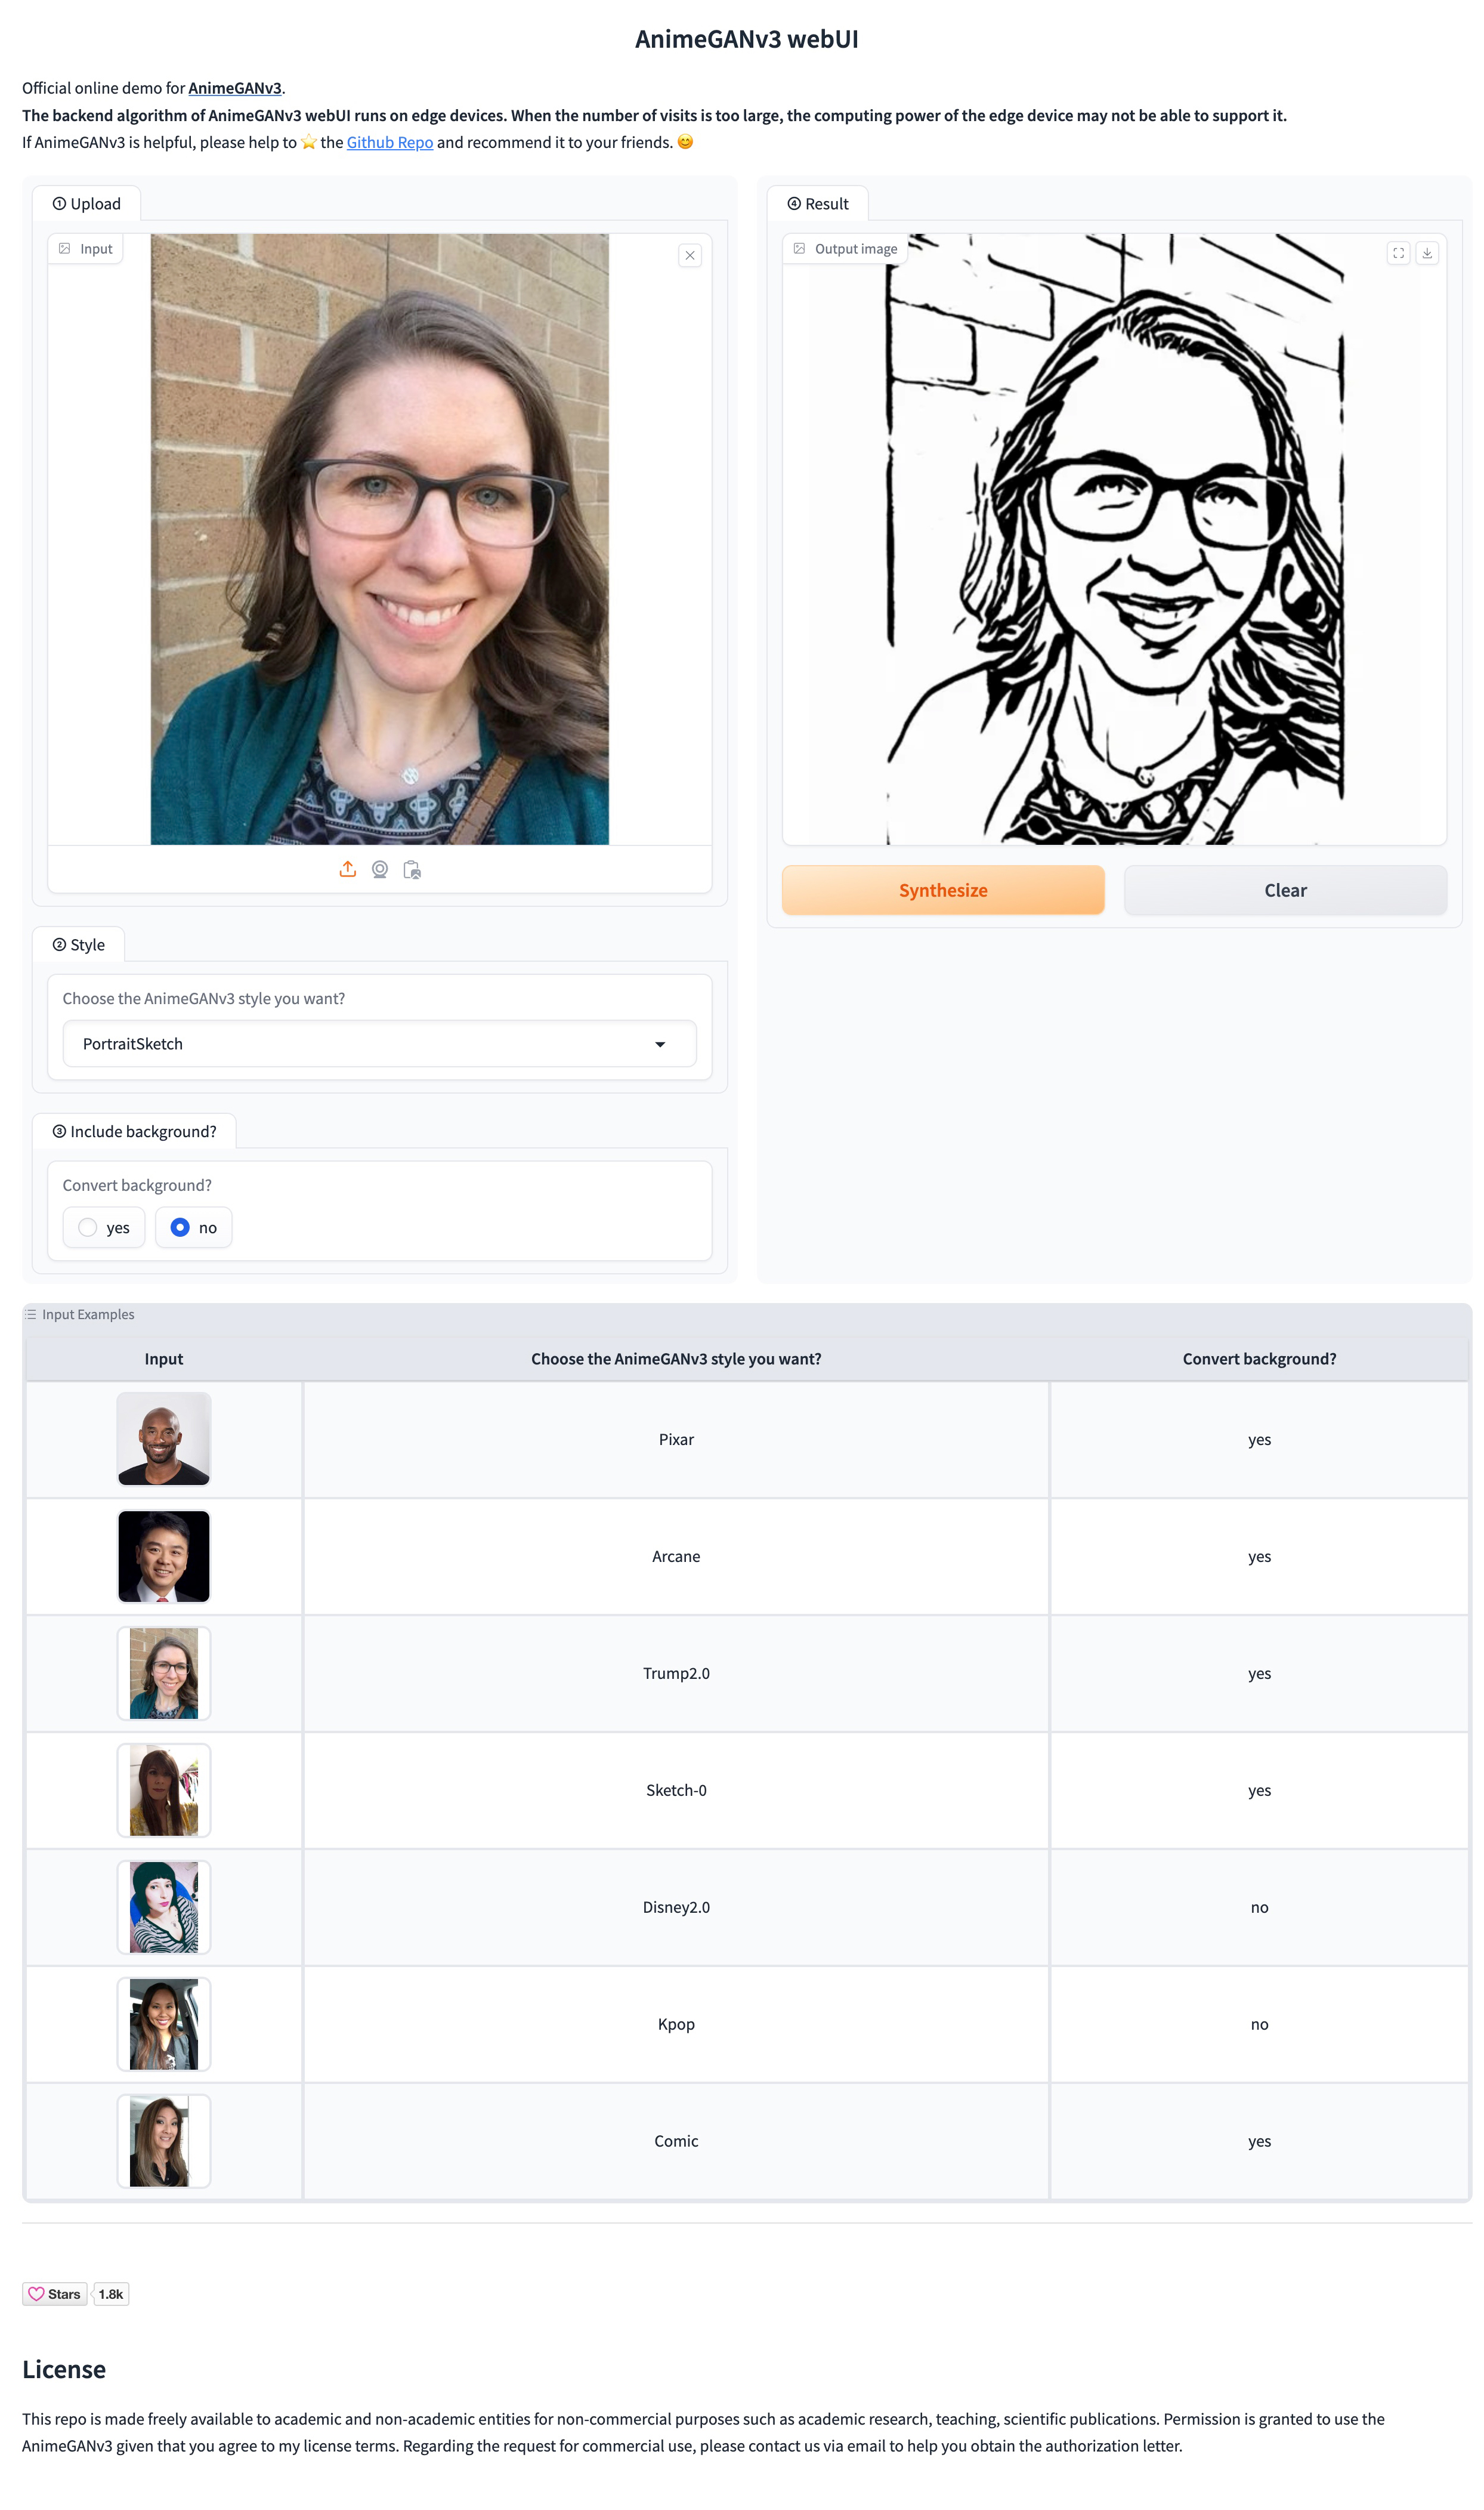 AnimeGANv3 webUI
Official online demo for AnimeGANv3.
The backend algorithm of AnimeGANv3 webUI runs on edge devices. When the number of visits is too large, the computing power of the edge device may not be able to support it.
If AnimeGANv3 is helpful, please help to ⭐ the Github Repo and recommend it to your friends. 😊
① Upload
Input
② Style
Choose the AnimeGANv3 style you want?
PortraitSketch
③ Include background?
Convert background?
yes no
④ Result
Output image
Synthesize Clear
Input Examples
Input Choose the AnimeGANv3 style you want? Convert background?
Pixar yes
Arcane yes
Trump2.0 yes
Sketch-0 yes
Disney2.0 no
Kpop no
Comic yes
Stars 1.8k
License
This repo is made freely available to academic and non-academic entities for non-commercial purposes such as academic research, teaching, scientific publications. Permission is granted to use the
AnimeGANv3 given that you agree to my license terms. Regarding the request for commercial use, please contact us via email to help you obtain the authorization letter.